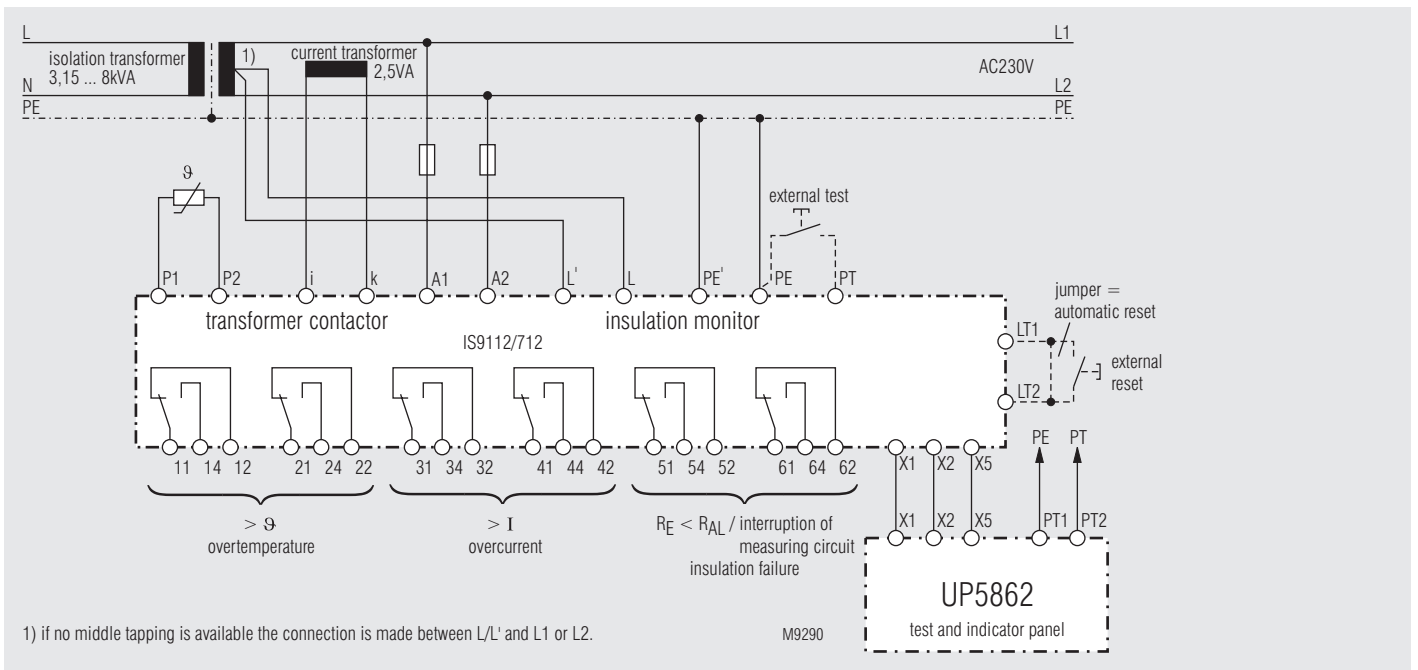 L
L1
isolation transformer
3,15 ... 8kVA
1)
current transformer
2,5VA
AC230V
N
L2
PE
PE
ϑ
external test
P1 P2 i k A1 A2 L' L PE' PE PT
transformer contactor
insulation monitor
IS9112/712
jumper =
automatic reset
LT1
external
reset
LT2
PE PT
11 14 12 21 24 22 31 34 32 41 44 42 51 54 52 61 64 62 X1 X2 X5
> ϑ
overtemperature
> I
overcurrent
RE < RAL / interruption of
measuring circuit
insulation failure
X1 X2 X5 PT1 PT2
UP5862
test and indicator panel
1) if no middle tapping is available the connection is made between L/L' and L1 or L2.
M9290